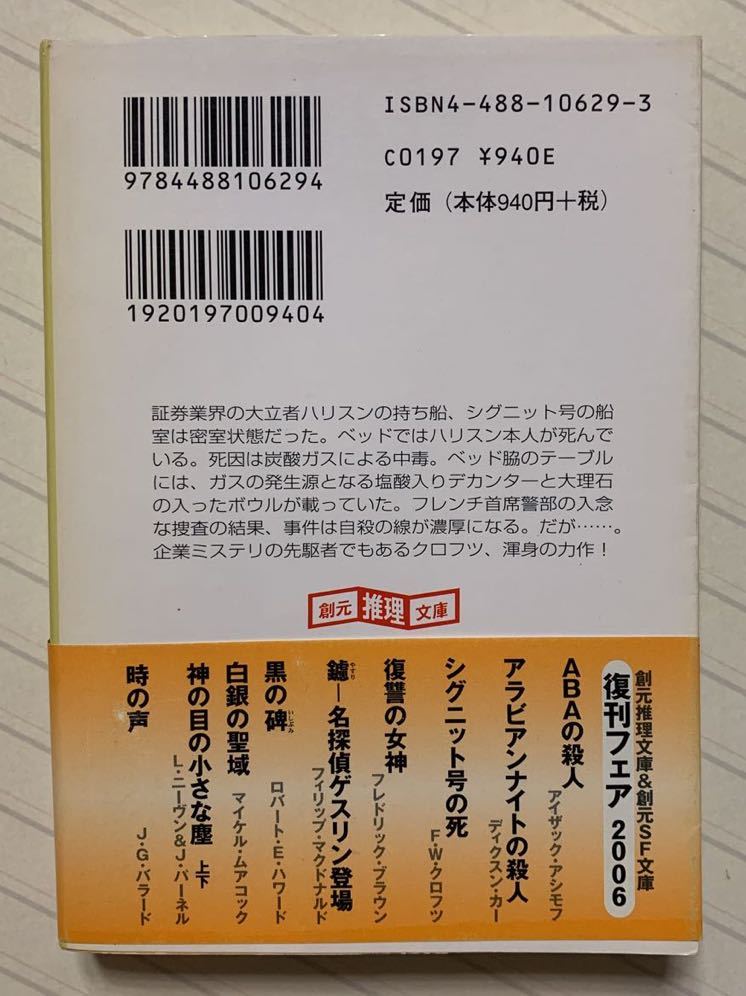 9784488106294
ISBN4-488-10629-3
C0197 ¥940E
定価（本体940円＋税）
1920197009404
証券業界の大立者ハリスンの持ち船、シグニット号の船
室は密室状態だった。ベッドではハリスン本人が死んで
いる。死因は炭酸ガスによる中毒。ベッド脇のテーブル
には、ガスの発生源となる塩酸入りデカンターと大理石
の入ったボウルが載っていた。フレンチ首席警部の入念
な捜査の結果、事件は自殺の線が濃厚になる。だが……。
企業ミステリの先駆者でもあるクロフツ、渾身の力作！
創元推理文庫
創元推理文庫&創元SF文庫
復刊フェア 2006
ABAの殺人
アイザック・アシモフ
アラビアンナイトの殺人
ディクスン・カー
シグニット号の死
F・W・クロフツ
復讐の女神
フレドリック・ブラウン
鑢―名探偵ゲスリン登場
やすり
フィリップ・マクドナルド
黒の碑
いしぶみ
ロバート・E・ハワード
白銀の聖域
マイケル・ムアコック
神の目の小さな塵 上下
L・ニーヴン&J・パーネル
時の声
J・G・バラード